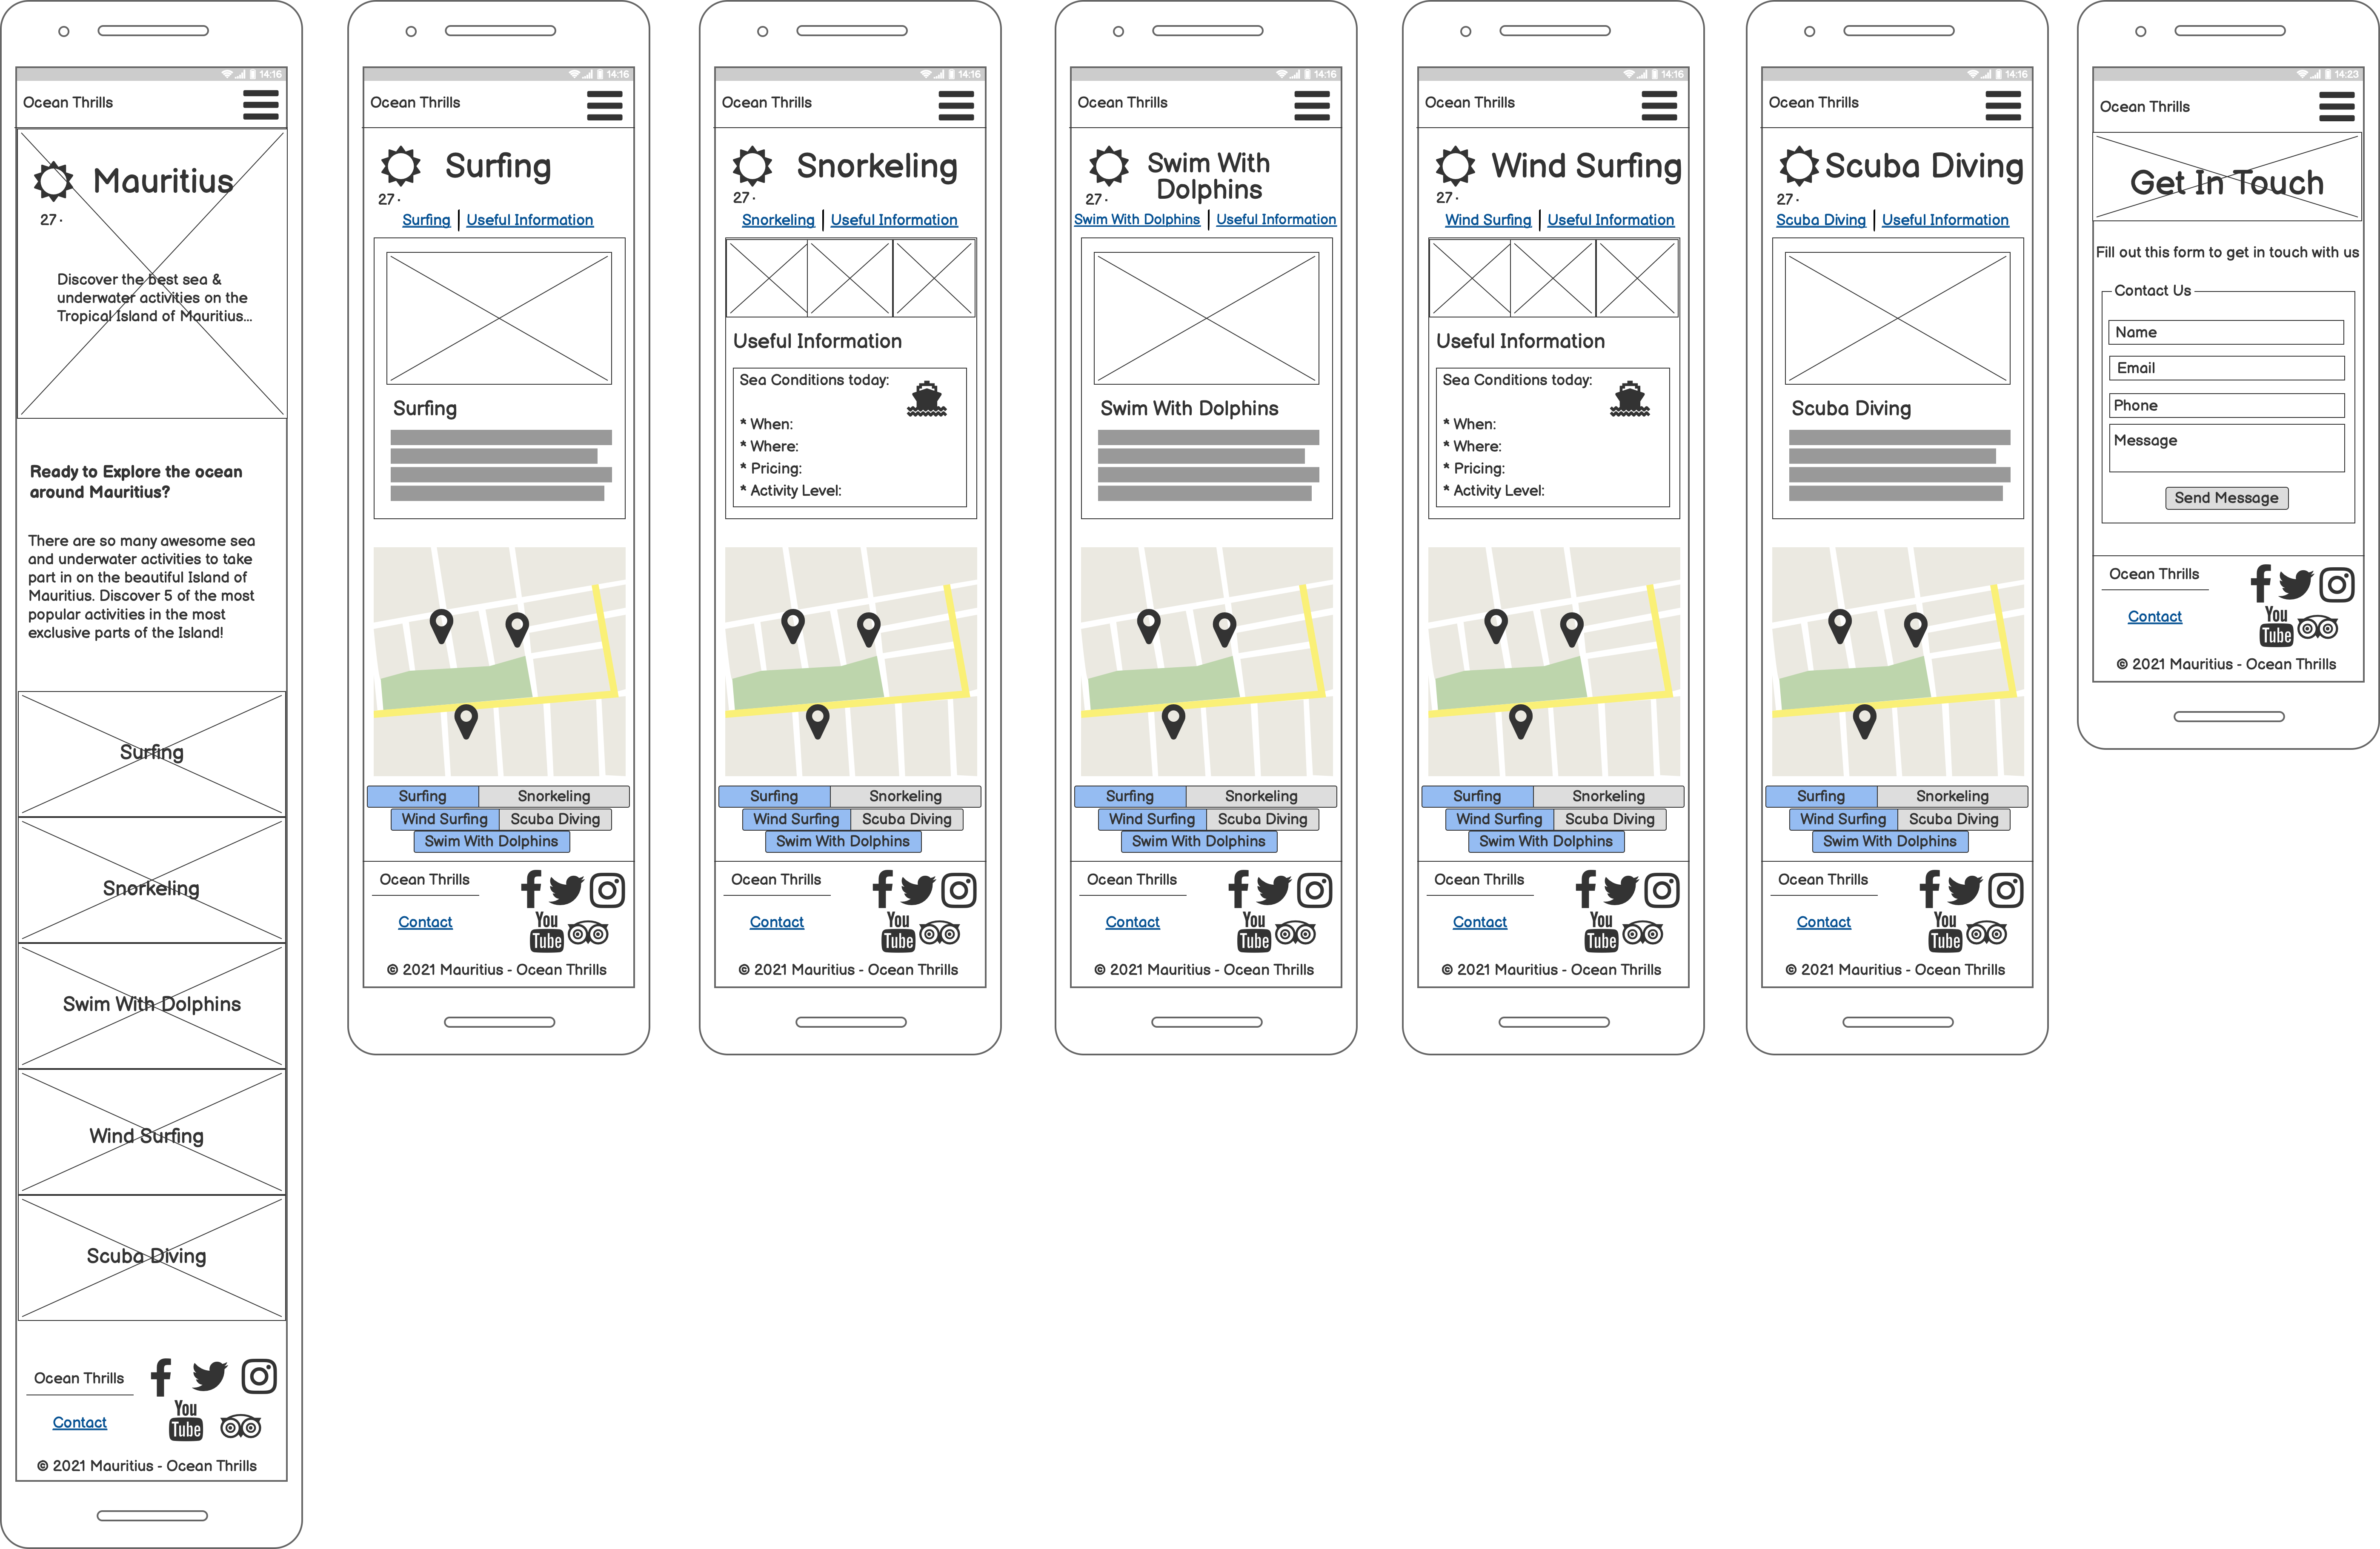 14:16
Ocean Thrills
Mauritius
27·
Discover the best sea &
underwater activities on the
Tropical Island of Mauritius...
Ready to Explore the ocean
around Mauritius?
There are so many awesome sea
and underwater activities to take
part in on the beautiful Island of
Mauritius. Discover 5 of the most
popular activities in the most
exclusive parts of the Island!
Surfing
Snorkeling
Swim With Dolphins
Wind Surfing
Scuba Diving
Ocean Thrills
You
Tube
Contact
© 2021 Mauritius - Ocean Thrills
14:16
Ocean Thrills
Surfing
27·
Surfing | Useful Information
Surfing
Surfing Snorkeling
Wind Surfing Scuba Diving
Swim With Dolphins
Ocean Thrills
You
Tube
Contact
© 2021 Mauritius - Ocean Thrills
14:16
Ocean Thrills
Snorkeling
27·
Snorkeling | Useful Information
Useful Information
Sea Conditions today:
* When:
* Where:
* Pricing:
* Activity Level:
Surfing Snorkeling
Wind Surfing Scuba Diving
Swim With Dolphins
Ocean Thrills
You
Tube
Contact
© 2021 Mauritius - Ocean Thrills
14:16
Ocean Thrills
Swim With
Dolphins
27·
Swim With Dolphins | Useful Information
Swim With Dolphins
Surfing Snorkeling
Wind Surfing Scuba Diving
Swim With Dolphins
Ocean Thrills
You
Tube
Contact
© 2021 Mauritius - Ocean Thrills
14:16
Ocean Thrills
Wind Surfing
27·
Wind Surfing | Useful Information
Useful Information
Sea Conditions today:
* When:
* Where:
* Pricing:
* Activity Level:
Surfing Snorkeling
Wind Surfing Scuba Diving
Swim With Dolphins
Ocean Thrills
You
Tube
Contact
© 2021 Mauritius - Ocean Thrills
14:16
Ocean Thrills
Scuba Diving
27·
Scuba Diving | Useful Information
Scuba Diving
Surfing Snorkeling
Wind Surfing Scuba Diving
Swim With Dolphins
Ocean Thrills
You
Tube
Contact
© 2021 Mauritius - Ocean Thrills
14:23
Ocean Thrills
Get In Touch
Fill out this form to get in touch with us
Contact Us
Name
Email
Phone
Message
Send Message
Ocean Thrills
You
Tube
Contact
© 2021 Mauritius - Ocean Thrills